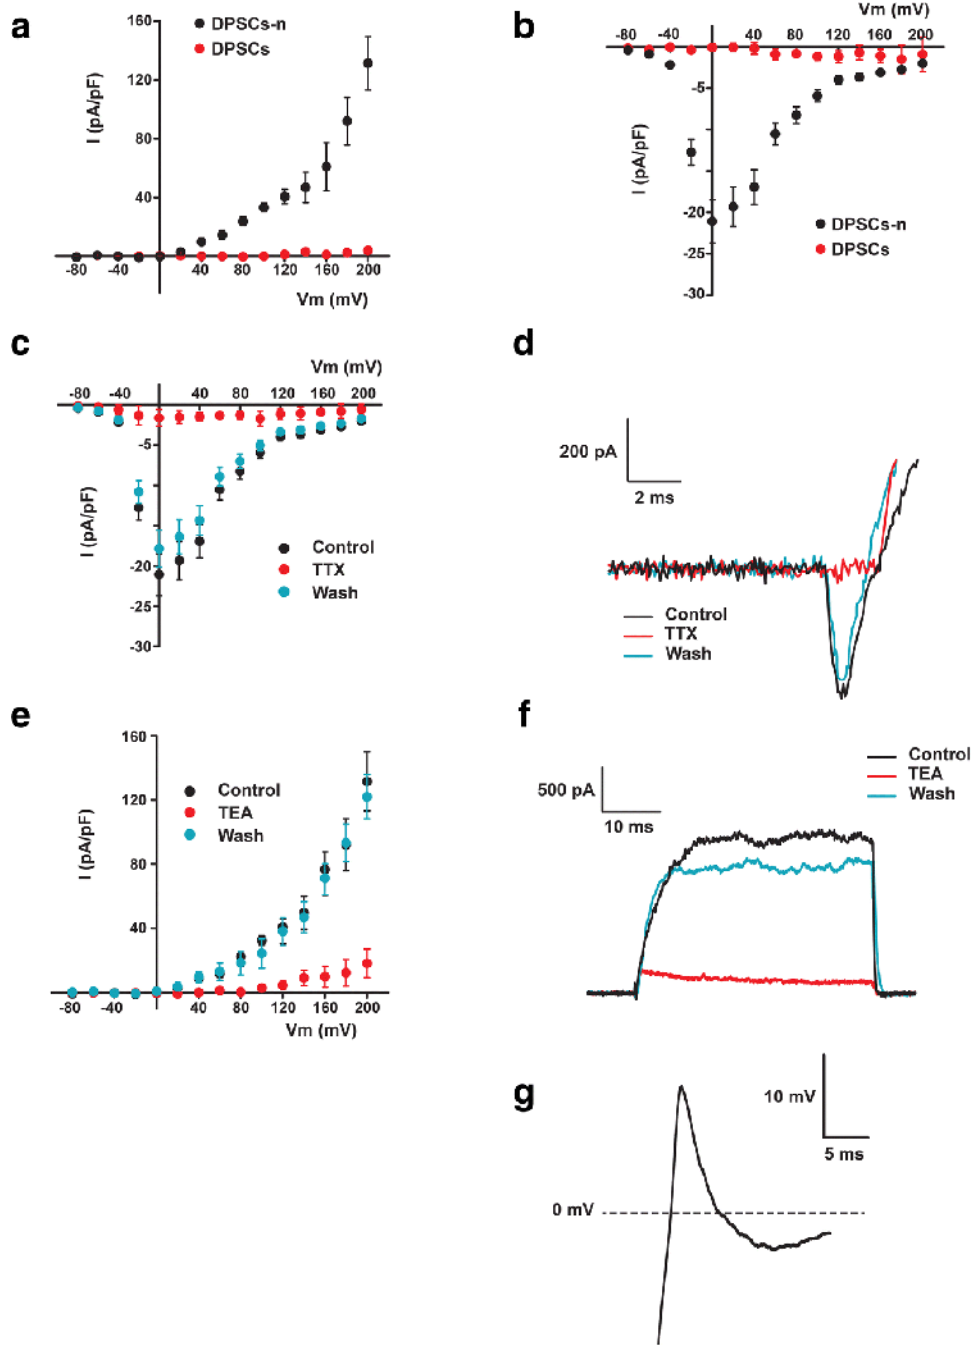 a
160
DPSCs-n
DPSCs
120
I (pA/pF)
80
40
-80 -40 40 80 120 160 200
Vm (mV)
b
Vm (mV)
-80 -40 40 80 120 160 200
-5
I (pA/pF)
-20
-25
-30
DPSCs-n
DPSCs
c
Vm (mV)
-80 -40 40 80 120 160 200
-5
I (pA/pF)
-20
-25
-30
Control
TTX
Wash
d
200 pA
2 ms
Control
TTX
Wash
e
160
120
I (pA/pF)
80
40
Control
TEA
Wash
-80 -40 0 40 80 120 160 200
Vm (mV)
f
Control
TEA
Wash
500 pA
10 ms
g
10 mV
5 ms
0 mV